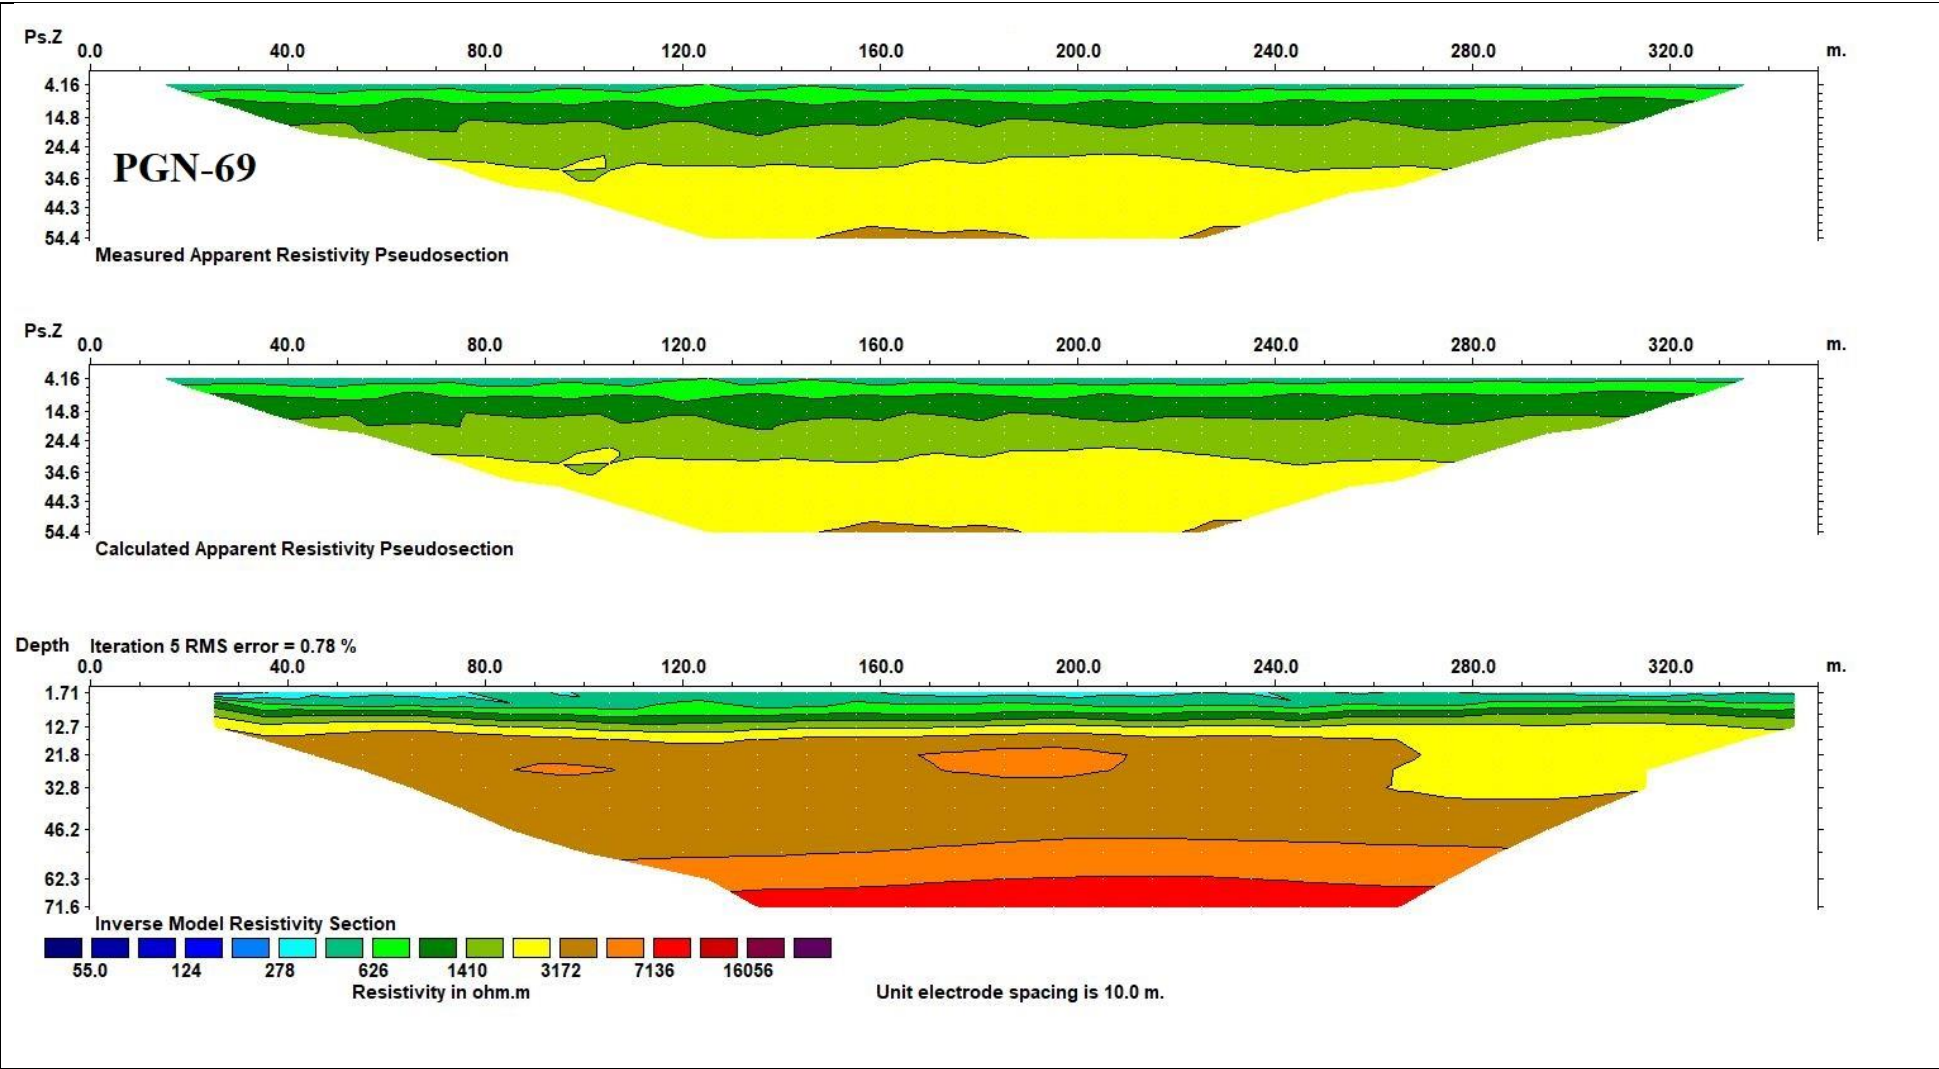 Ps.Z
0.0 40.0 80.0 120.0 160.0 200.0 240.0 280.0 320.0 m.
4.16
14.8
24.4
PGN-69
34.6
44.3
54.4
Measured Apparent Resistivity Pseudosection
Ps.Z
0.0 40.0 80.0 120.0 160.0 200.0 240.0 280.0 320.0 m.
4.16
14.8
24.4
34.6
44.3
54.4
Calculated Apparent Resistivity Pseudosection
Depth Iteration 5 RMS error = 0.78 %
0.0 40.0 80.0 120.0 160.0 200.0 240.0 280.0 320.0 m.
1.71
12.7
21.8
32.8
46.2
62.3
71.6
Inverse Model Resistivity Section
55.0 124 278 626 1410 3172 7136 16056
Resistivity in ohm.m Unit electrode spacing is 10.0 m.